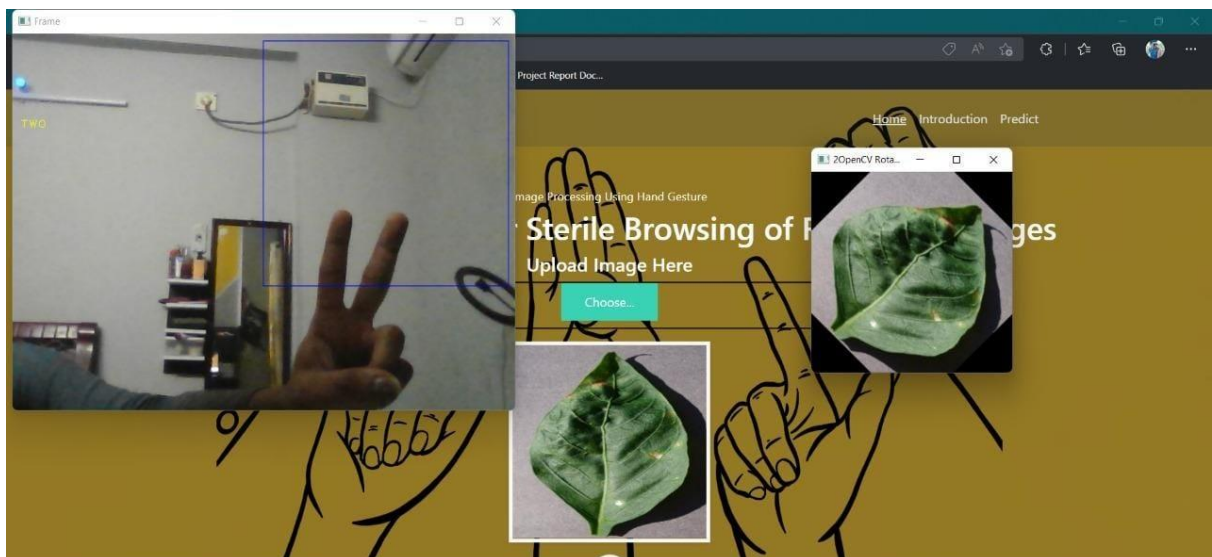 Frame
Project Report Doc...
TWO
Home Introduction Predict
2OpenCV Rota...
mage Processing Using Hand Gesture
Sterile Browsing of R
ges
Upload Image Here
Choose...